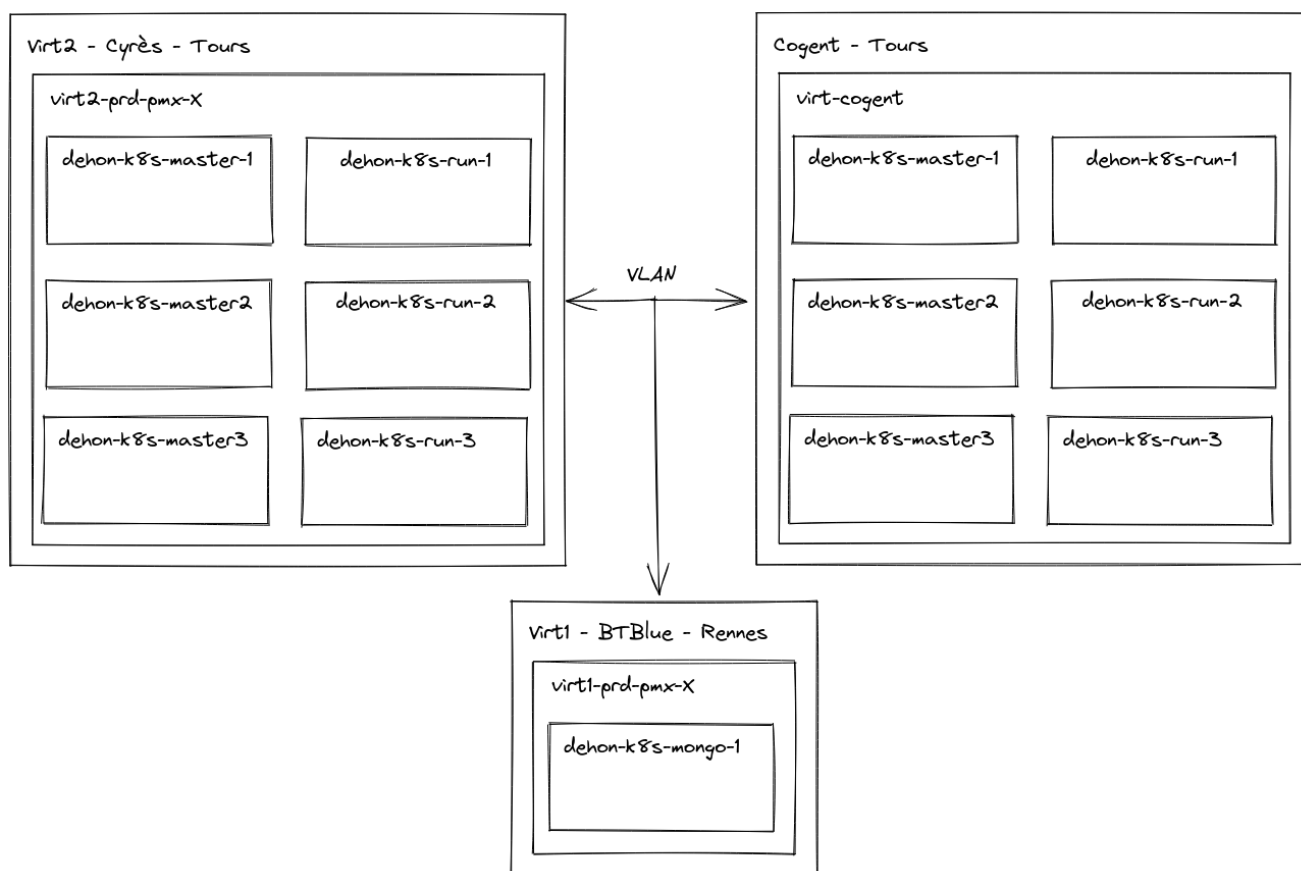 Virt2 - Cyrès - Tours
virt2-prd-pmx-X
dehon-k8s-master-1
dehon-k8s-run-1
dehon-k8s-master2
dehon-k8s-run-2
dehon-k8s-master3
dehon-k8s-run-3
VLAN
Cogent - Tours
virt-cogent
dehon-k8s-master-1
dehon-k8s-run-1
dehon-k8s-master2
dehon-k8s-run-2
dehon-k8s-master3
dehon-k8s-run-3
Virt1 - BTBlue - Rennes
virt1-prd-pmx-X
dehon-k8s-mongo-1